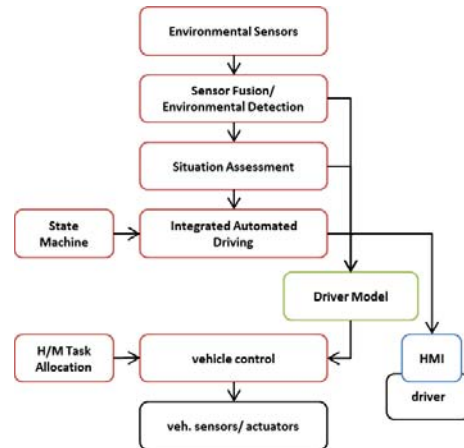 Environmental Sensors
Sensor Fusion/
Environmental Detection
Situation Assessment
State
Machine
Integrated Automated
Driving
Driver Model
H/M Task
Allocation
vehicle control
HMI
driver
veh. sensors/ actuators